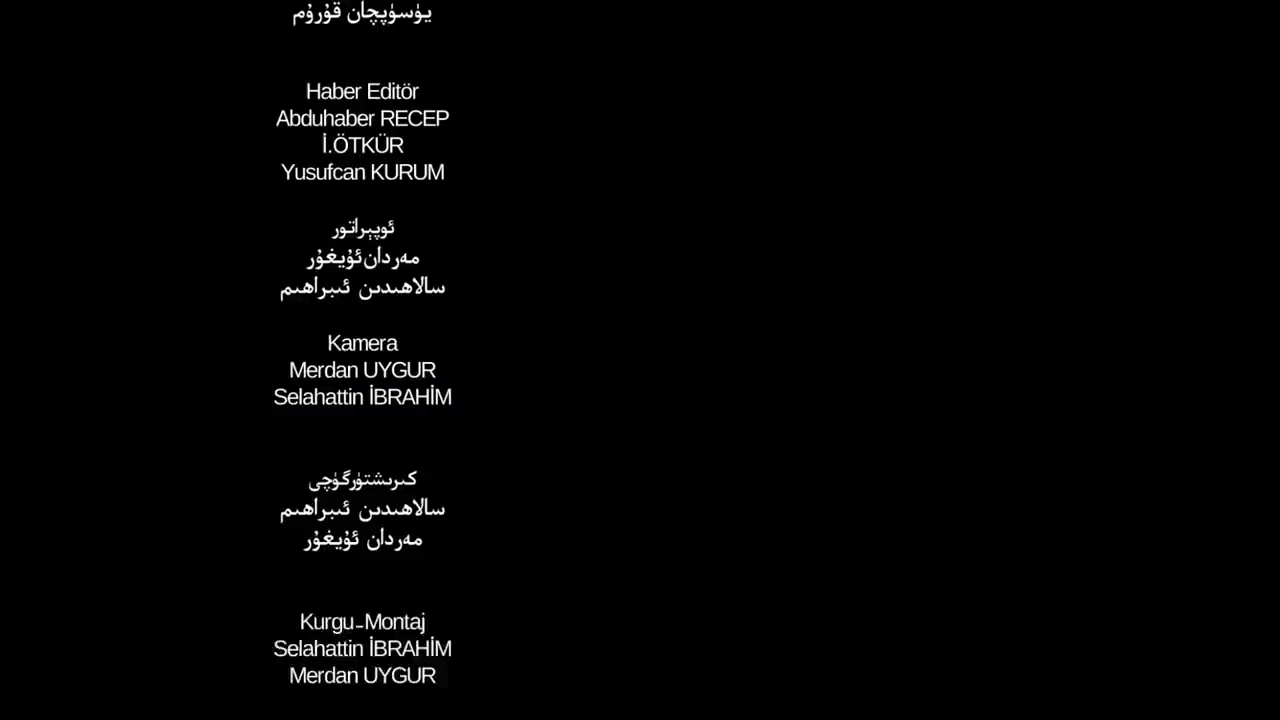 يۈسۈپچان قۇرۇم
Haber Editör
Abduhaber RECEP
İ.ÖTKÜR
Yusufcan KURUM
ئوپېراتور
مەردان ئۇيغۇر
سالاھىدىن ئىبراھىم
Kamera
Merdan UYGUR
Selahattin İBRAHİM
كىرىشتۈرگۈچى
سالاھىدىن ئىبراھىم
مەردان ئۇيغۇر
Kurgu-Montaj
Selahattin İBRAHİM
Merdan UYGUR